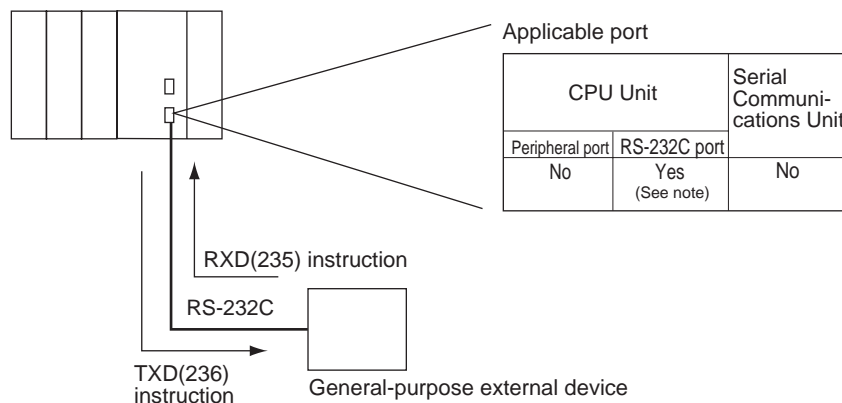 Applicable port
CPU Unit
Serial
Communi-
cations Unit
Peripheral port
RS-232C port
No
Yes
(See note)
No
RXD(235) instruction
RS-232C
TXD(236)
instruction
General-purpose external device